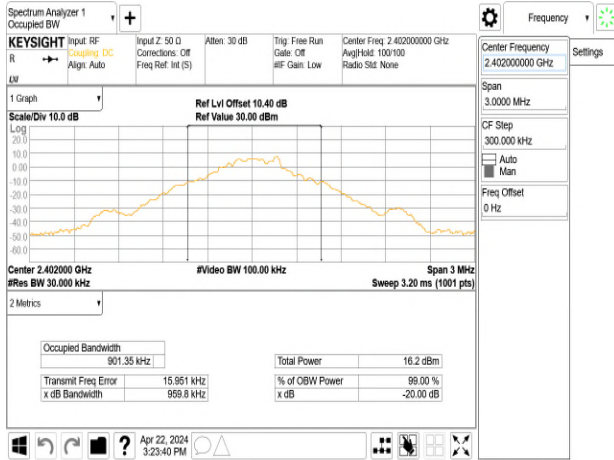 Spectrum Analyzer 1
Occupied BW
+
Frequency
KEYSIGHT
R
Input: RF
Coupling: DC
Align: Auto
Input Z: 50 Ω
Corrections: Off
Freq Ref: Int (S)
Atten: 30 dB
Trig: Free Run
Gate: Off
#IF Gain: Low
Center Freq: 2.402000000 GHz
Avg|Hold: 100/100
Radio Std: None
1 Graph
Scale/Div 10.0 dB
Ref Lvl Offset 10.40 dB
Ref Value 30.00 dBm
Log
20.0
10.0
0.00
-10.0
-20.0
-30.0
-40.0
-50.0
-60.0
Center 2.402000 GHz
#Res BW 30.000 kHz
#Video BW 100.00 kHz
Span 3 MHz
Sweep 3.20 ms (1001 pts)
2 Metrics
Occupied Bandwidth
901.35 kHz
Transmit Freq Error 15.951 kHz
x dB Bandwidth 959.8 kHz
Total Power 16.2 dBm
% of OBW Power 99.00 %
x dB -20.00 dB
?
Apr 22, 2024
3:23:40 PM
Center Frequency
2.402000000 GHz
Settings
Span
3.0000 MHz
CF Step
300.000 kHz
Auto
Man
Freq Offset
0 Hz